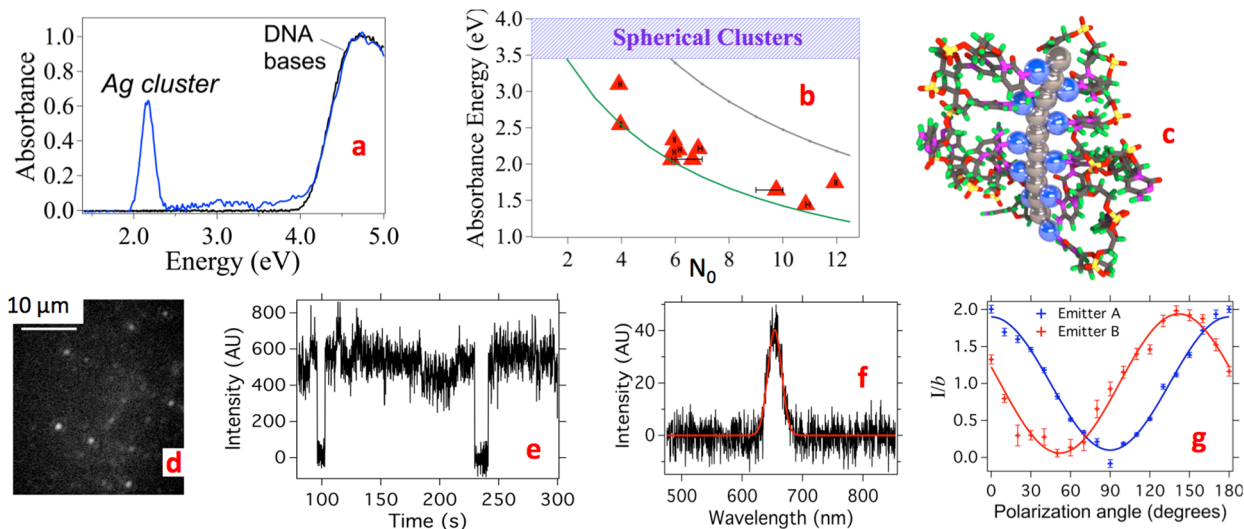 1.0
0.8
0.6
0.4
0.2
0.0
Absorbance
Ag cluster
DNA
bases
a
2.0
3.0
4.0
5.0
Energy (eV)
4.0
3.5
3.0
2.5
2.0
1.5
1.0
Absorbance Energy (eV)
Spherical Clusters
b
2
4
6
8
10
12
N₀
c
10 µm
d
800
600
400
200
0
Intensity (AU)
e
100
150
200
250
300
Time (s)
40
20
0
Intensity (AU)
f
500
600
700
800
Wavelength (nm)
2.0
1.5
1.0
0.5
0.0
I/b
Emitter A
Emitter B
g
0
30
60
90
120
150
180
Polarization angle (degrees)